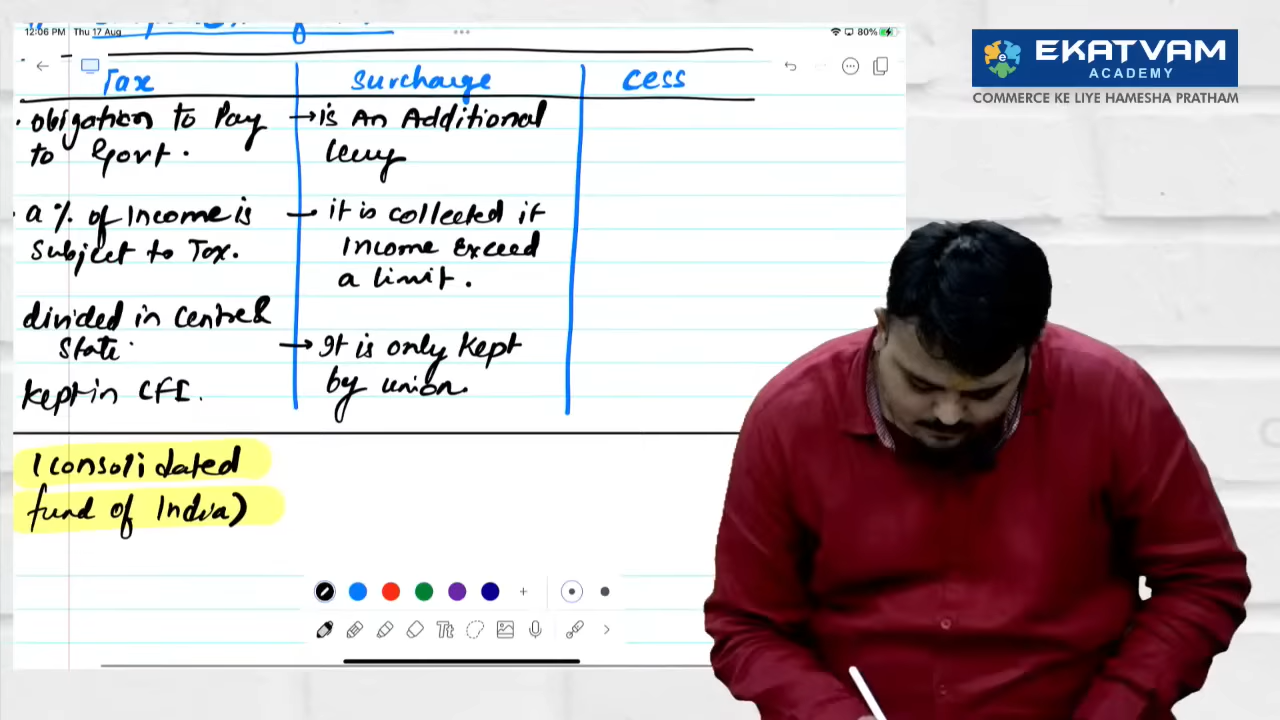 12:06 PM Thu 17 Aug
80%
EKATVAM
ACADEMY
COMMERCE KE LIYE HAMESHA PRATHAM
Tax
• obligation to Pay
to Govt.
• a % of Income is
Subject to Tax.
divided in Centre &
State.
Kept in CFI.
(Consolidated
fund of India)
surcharge
→ is An Additional
levy
– it is collected if
Income Exceed
a limit.
→ It is only Kept
by union.
cess
Tt